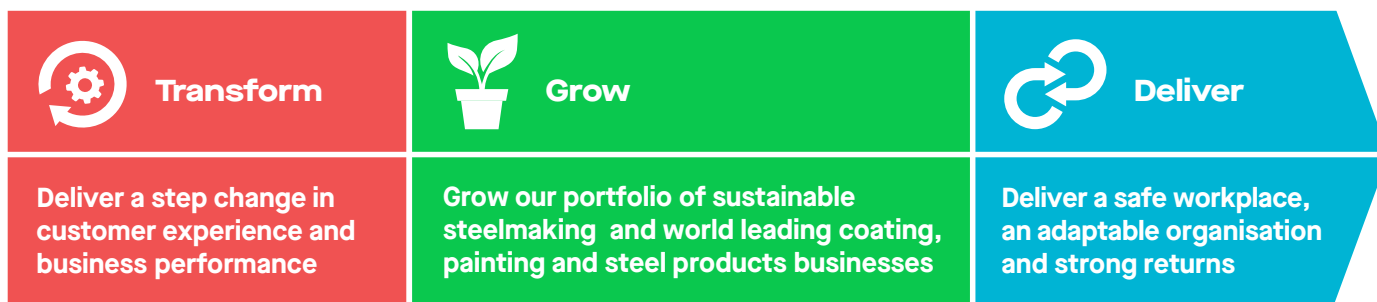 Transform
Deliver a step change in
customer experience and
business performance
Grow
Grow our portfolio of sustainable
steelmaking and world leading coating,
painting and steel products businesses
Deliver
Deliver a safe workplace,
an adaptable organisation
and strong returns